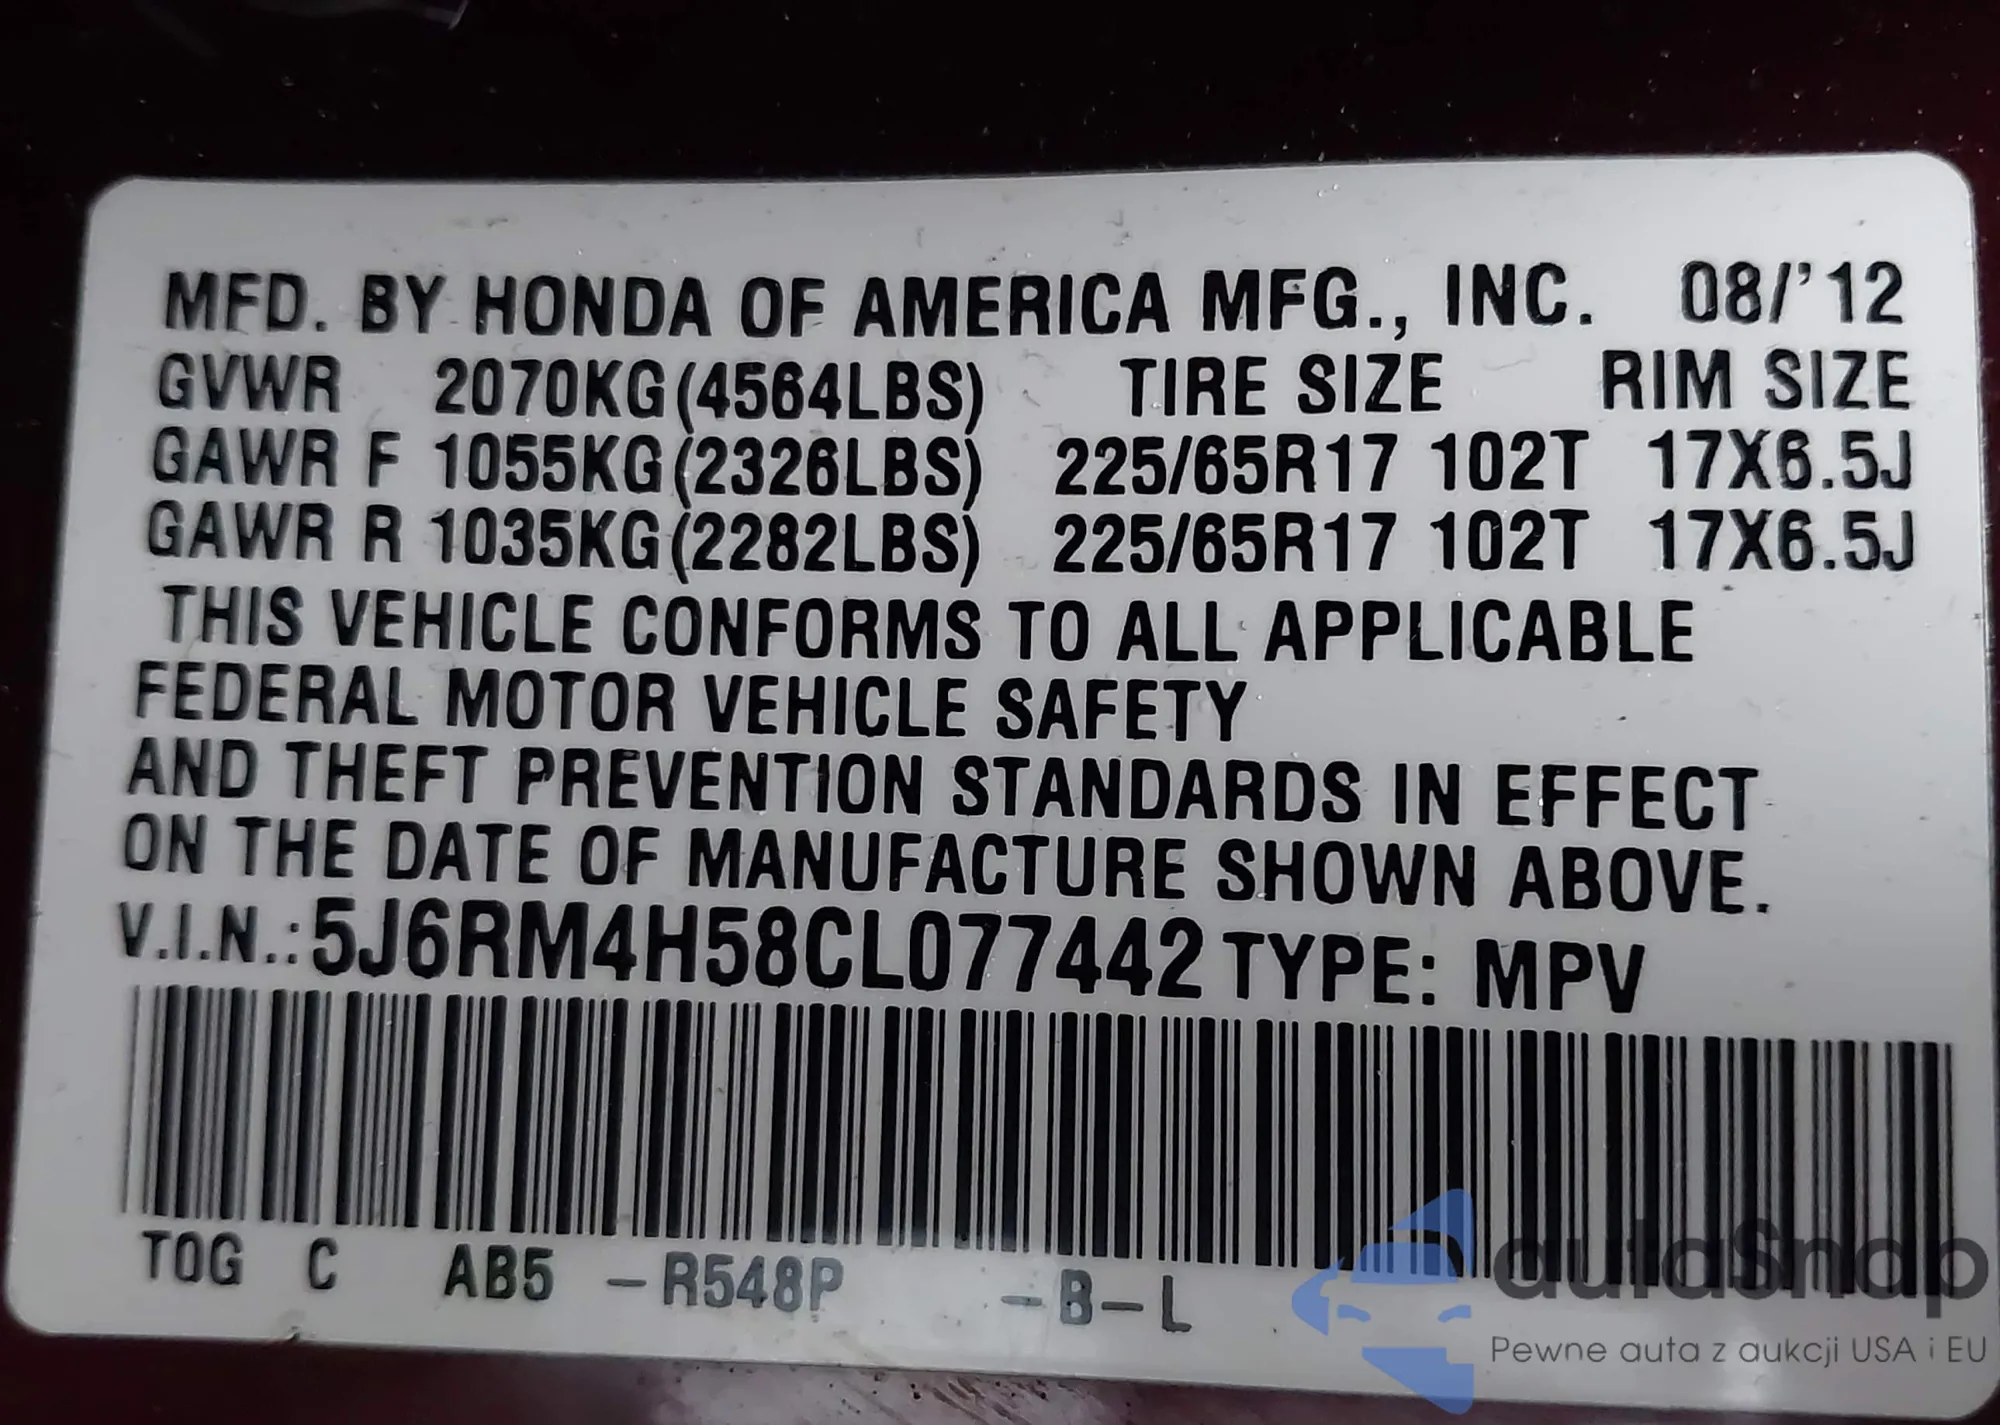 MFD. BY HONDA OF AMERICA MFG., INC. 08/'12
GVWR 2070KG(4564LBS) TIRE SIZE RIM SIZE
GAWR F 1055KG(2326LBS) 225/65R17 102T 17X6.5J
GAWR R 1035KG(2282LBS) 225/65R17 102T 17X6.5J
THIS VEHICLE CONFORMS TO ALL APPLICABLE
FEDERAL MOTOR VEHICLE SAFETY
AND THEFT PREVENTION STANDARDS IN EFFECT
ON THE DATE OF MANUFACTURE SHOWN ABOVE.
V.I.N.:5J6RM4H58CL077442 TYPE: MPV
T0G C AB5 -R548P -B-L
autaSnap
Pewne auta z aukcji USA i EU